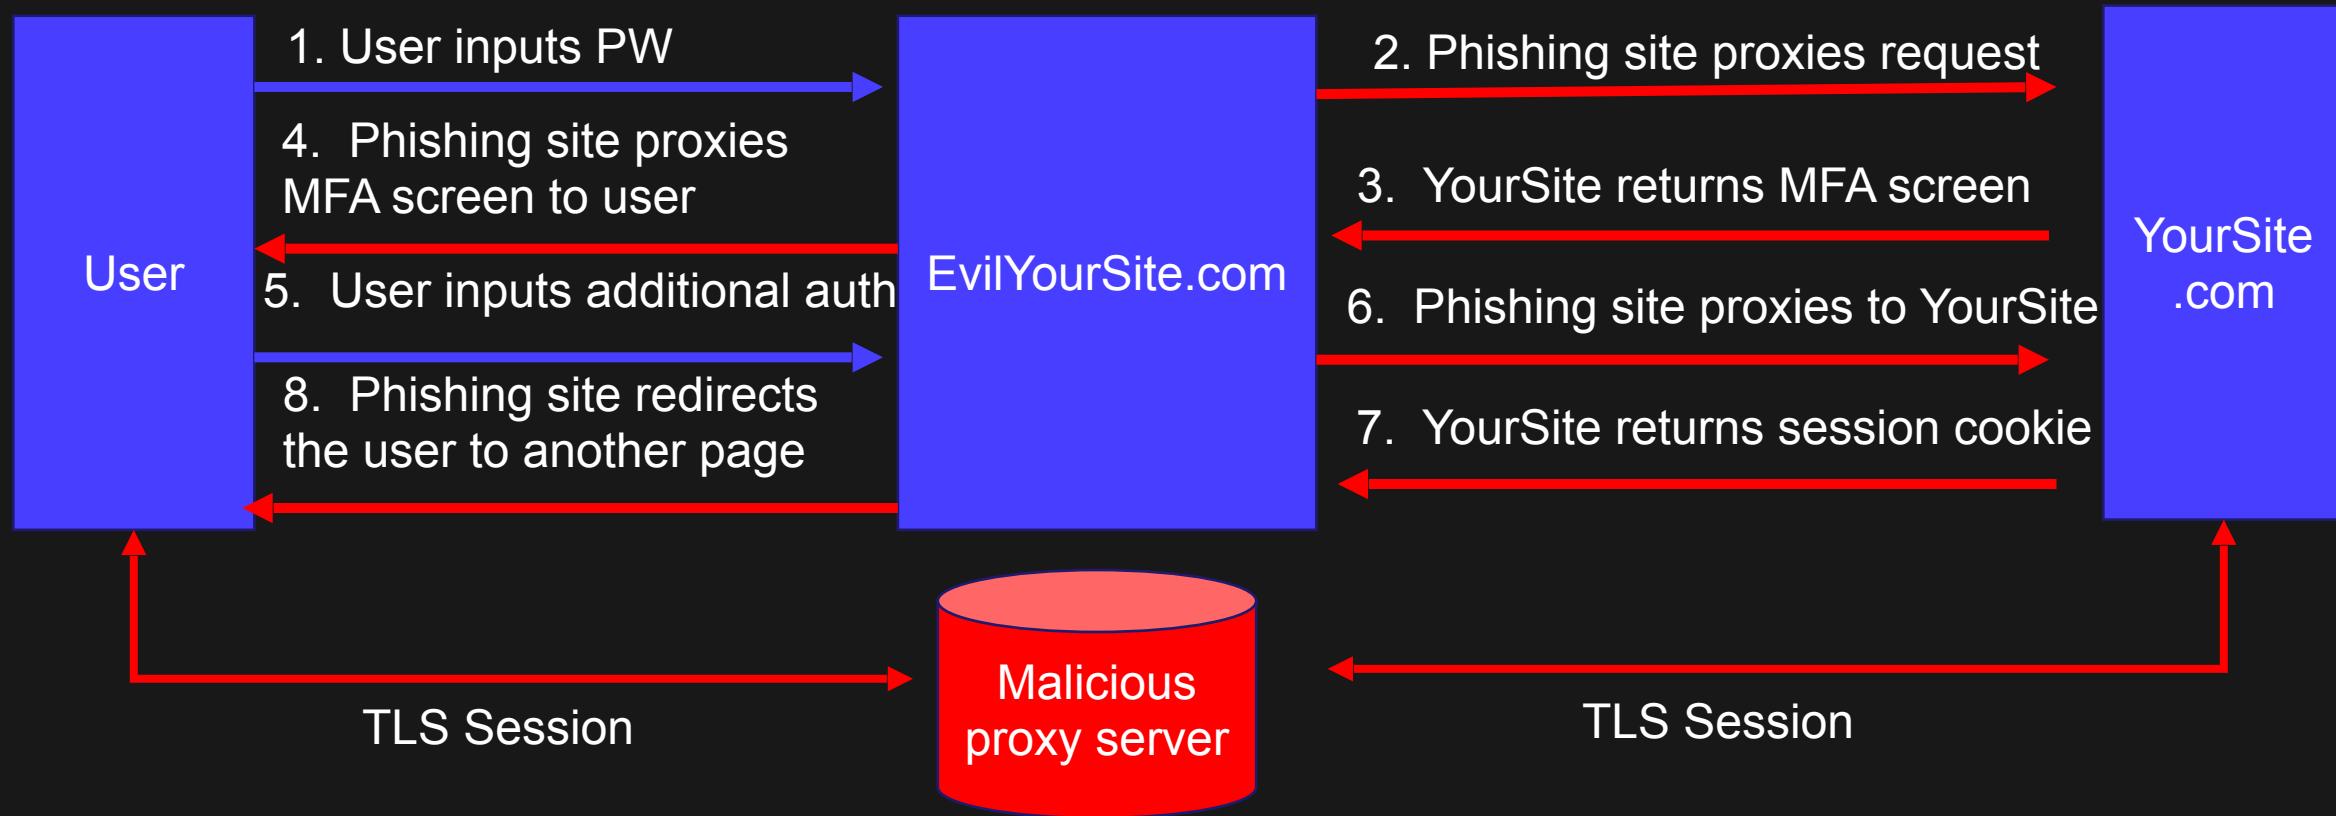 1. User inputs PW
2. Phishing site proxies request
4.  Phishing site proxies
MFA screen to user
3.  YourSite returns MFA screen
User
5.  User inputs additional auth
EvilYourSite.com
6.  Phishing site proxies to YourSite
YourSite
.com
8.  Phishing site redirects
the user to another page
7.  YourSite returns session cookie
TLS Session
Malicious
proxy server
TLS Session